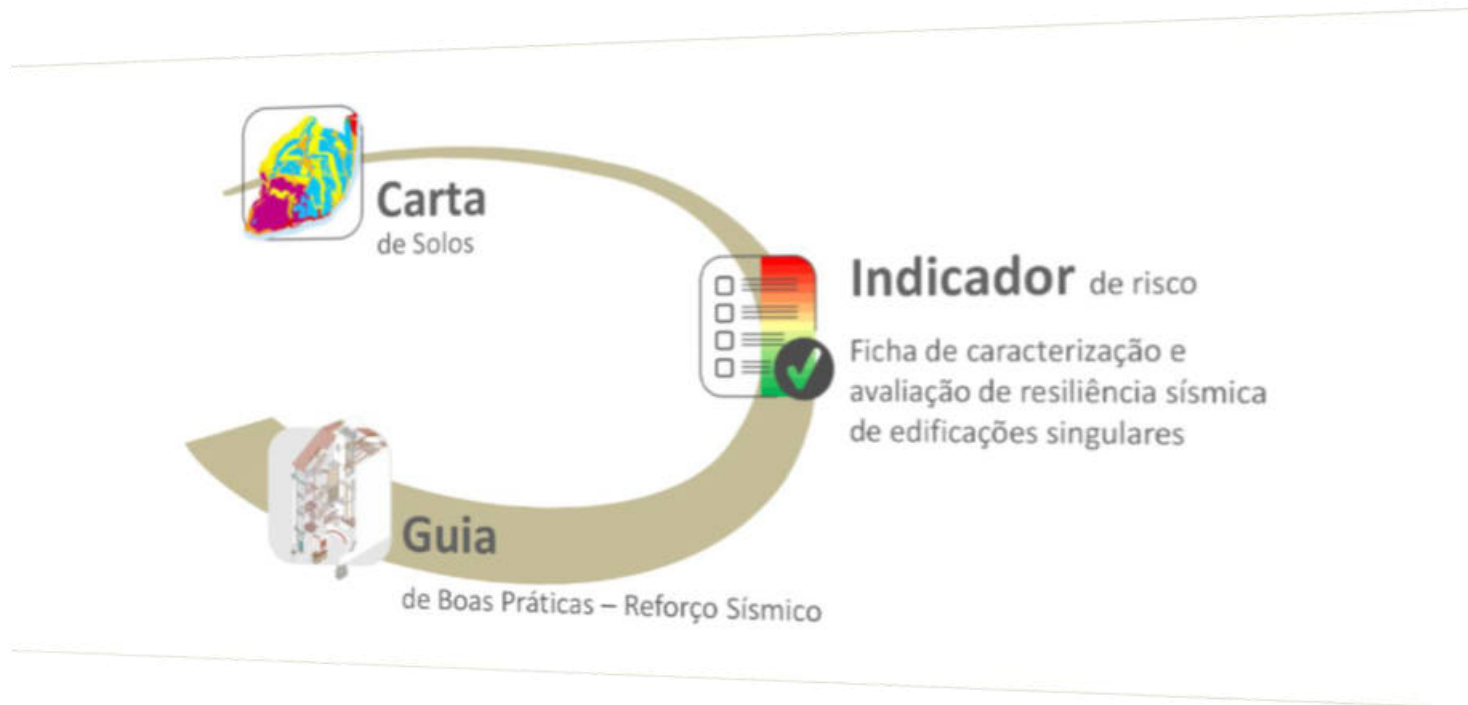 Carta
de Solos
Indicador de risco
Ficha de caracterização e
avaliação de resiliência sísmica
de edificações singulares
Guia
de Boas Práticas – Reforço Sísmico